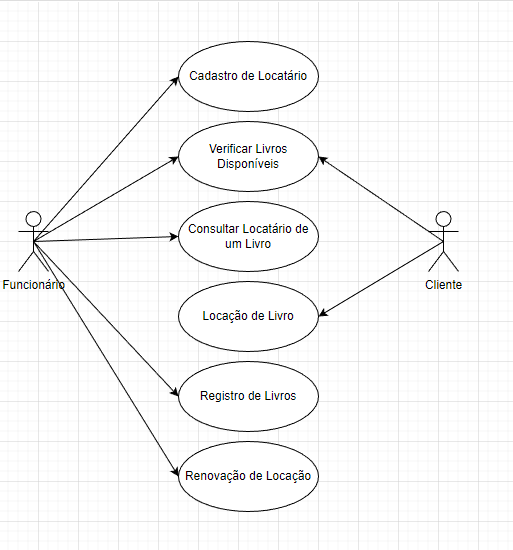 Cadastro de Locatário
Verificar Livros
Disponíveis
Consultar Locatário de
um Livro
Funcionário
Cliente
Locação de Livro
Registro de Livros
Renovação de Locação